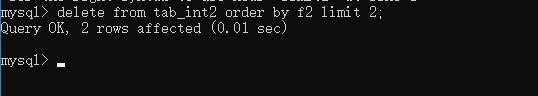 mysql> delete from tab_int2 order by f2 limit 2;
Query OK, 2 rows affected (0.01 sec)
mysql> _